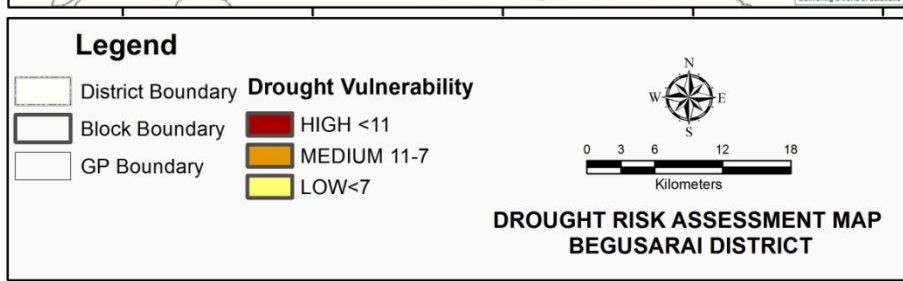 Legend
District Boundary
Block Boundary
GP Boundary
Drought Vulnerability
HIGH <11
MEDIUM 11-7
LOW<7
N
W E
S
0 3 6 12 18
Kilometers
DROUGHT RISK ASSESSMENT MAP
BEGUSARAI DISTRICT